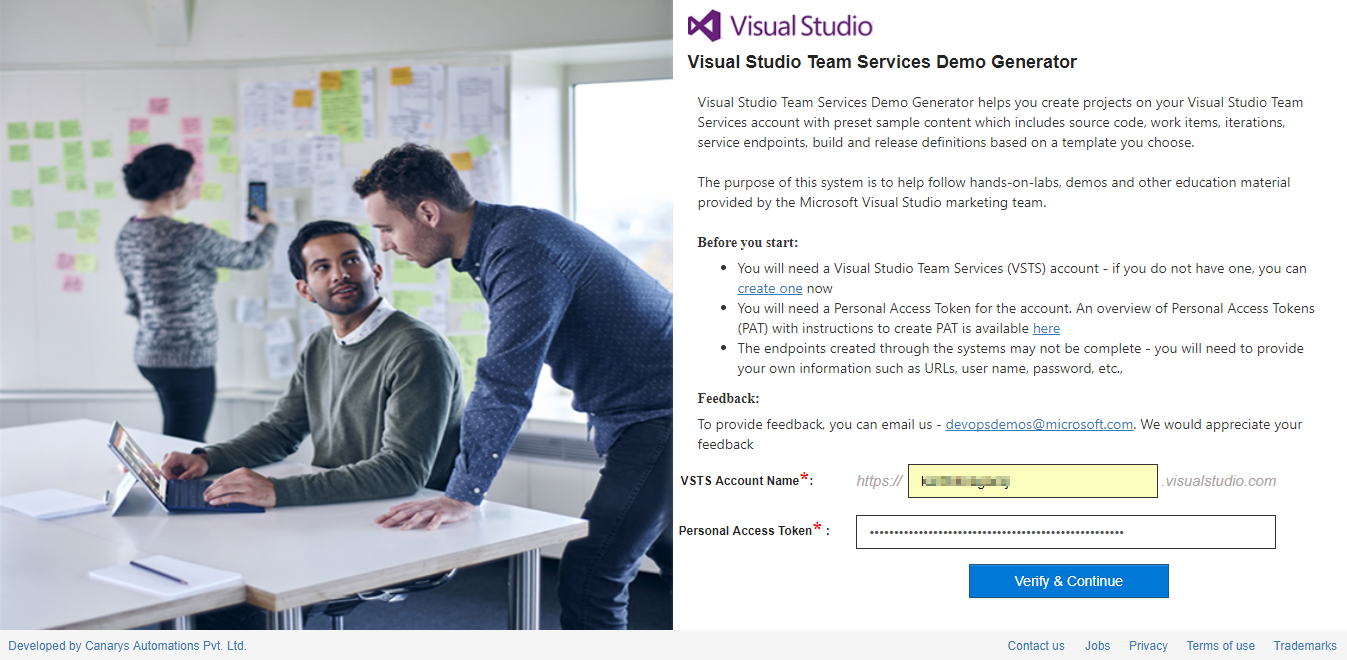 Visual Studio
Visual Studio Team Services Demo Generator
Visual Studio Team Services Demo Generator helps you create projects on your Visual Studio Team
Services account with preset sample content which includes source code, work items, iterations,
service endpoints, build and release definitions based on a template you choose.
The purpose of this system is to help follow hands-on-labs, demos and other education material
provided by the Microsoft Visual Studio marketing team.
Before you start:
• You will need a Visual Studio Team Services (VSTS) account - if you do not have one, you can
create one now
• You will need a Personal Access Token for the account. An overview of Personal Access Tokens
(PAT) with instructions to create PAT is available here
• The endpoints created through the systems may not be complete - you will need to provide
your own information such as URLs, user name, password, etc.,
Feedback:
To provide feedback, you can email us - devopsdemos@microsoft.com. We would appreciate your
feedback
VSTS Account Name*: https:// .visualstudio.com
Personal Access Token* :
Verify & Continue
Developed by Canarys Automations Pvt. Ltd. Contact us Jobs Privacy Terms of use Trademarks